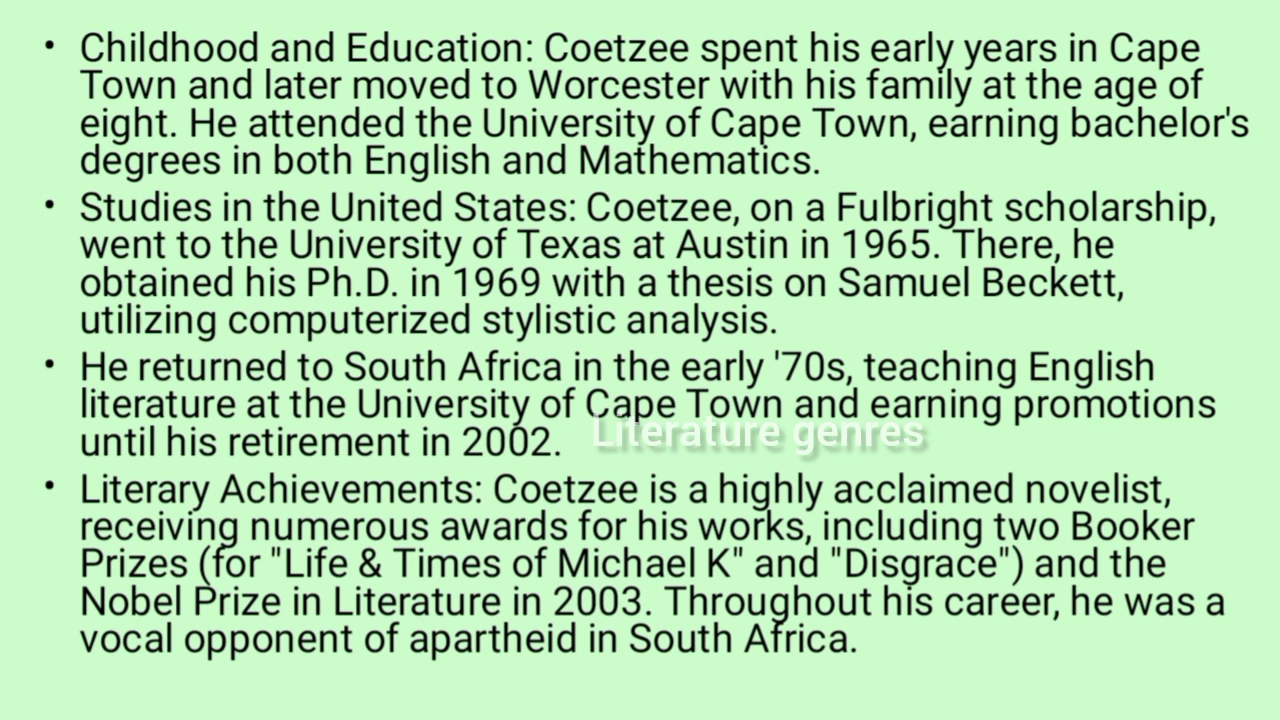 • Childhood and Education: Coetzee spent his early years in Cape
Town and later moved to Worcester with his family at the age of
eight. He attended the University of Cape Town, earning bachelor's
degrees in both English and Mathematics.
• Studies in the United States: Coetzee, on a Fulbright scholarship,
went to the University of Texas at Austin in 1965. There, he
obtained his Ph.D. in 1969 with a thesis on Samuel Beckett,
utilizing computerized stylistic analysis.
• He returned to South Africa in the early '70s, teaching English
literature at the University of Cape Town and earning promotions
until his retirement in 2002.
Literature genres
• Literary Achievements: Coetzee is a highly acclaimed novelist,
receiving numerous awards for his works, including two Booker
Prizes (for "Life & Times of Michael K" and "Disgrace") and the
Nobel Prize in Literature in 2003. Throughout his career, he was a
vocal opponent of apartheid in South Africa.